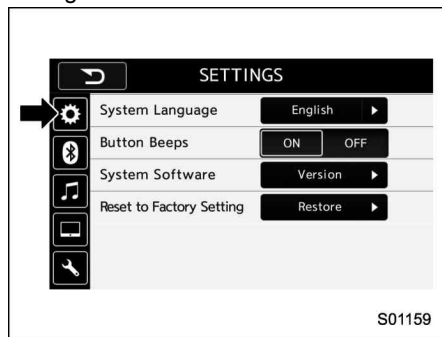 SETTINGS
System Language English
Button Beeps ON OFF
System Software Version
Reset to Factory Setting Restore
S01159